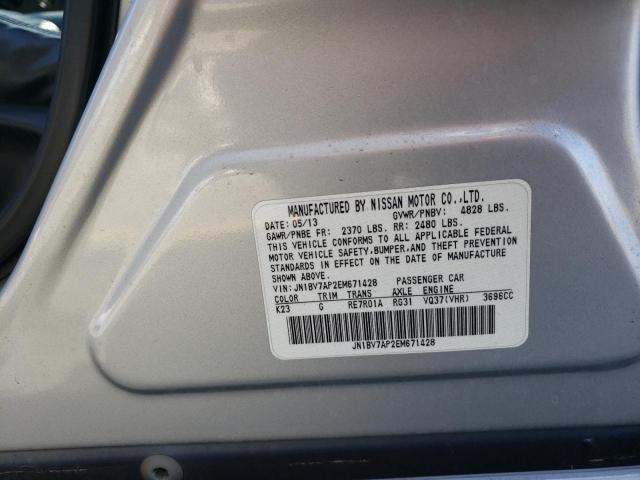 MANUFACTURED BY NISSAN MOTOR CO.,LTD.
DATE: 05/13 GVWR/PNBV: 4828 LBS.
GAWR/PNBE FR: 2370 LBS. RR: 2480 LBS.
THIS VEHICLE CONFORMS TO ALL APPLICABLE FEDERAL
MOTOR VEHICLE SAFETY,BUMPER,AND THEFT PREVENTION
STANDARDS IN EFFECT ON THE DATE OF MANUFACTURE
SHOWN ABOVE.
VIN: JN1BV7AP2EM671428 PASSENGER CAR
COLOR TRIM TRANS AXLE ENGINE
K23 G RE7R01A RG31 VQ37(VHR) 3696CC
JN1BV7AP2EM671428